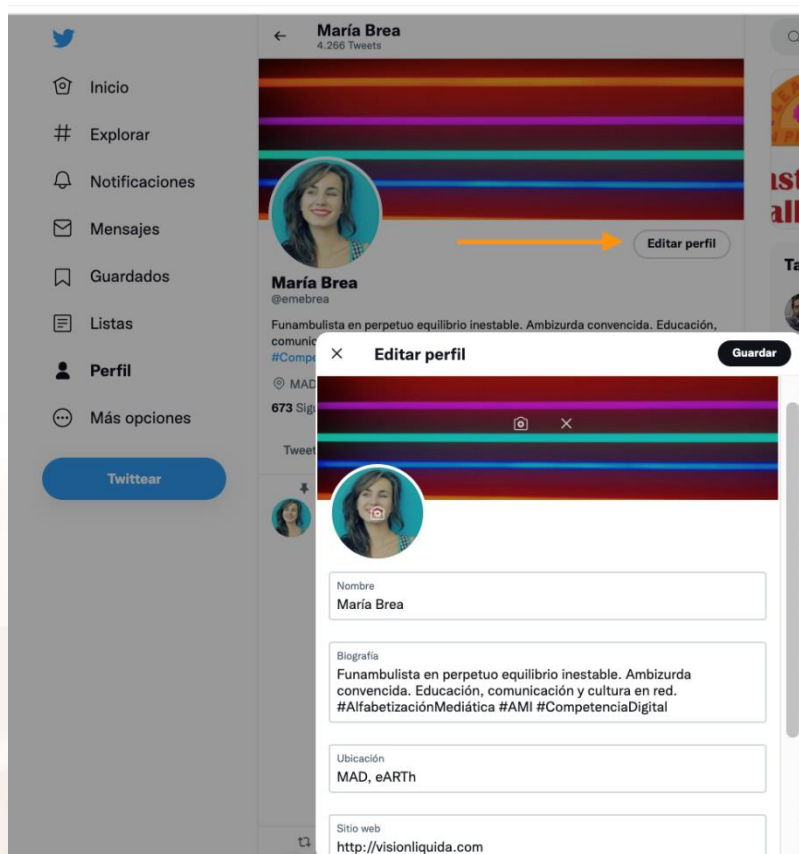 María Brea
4.266 Tweets
Inicio
Explorar
Notificaciones
Mensajes
Guardados
Listas
Perfil
Más opciones
Twittear
Editar perfil
María Brea
@emebrea
Funambulista en perpetuo equilibrio inestable. Ambizurda convencida. Educación,
comunic
#Compe
MAD
673 Sigu
Tweet
Editar perfil
Guardar
Nombre
María Brea
Biografía
Funambulista en perpetuo equilibrio inestable. Ambizurda
convencida. Educación, comunicación y cultura en red.
#AlfabetizaciónMediática #AMI #CompetenciaDigital
Ubicación
MAD, eARTh
Sitio web
http://visionliquida.com